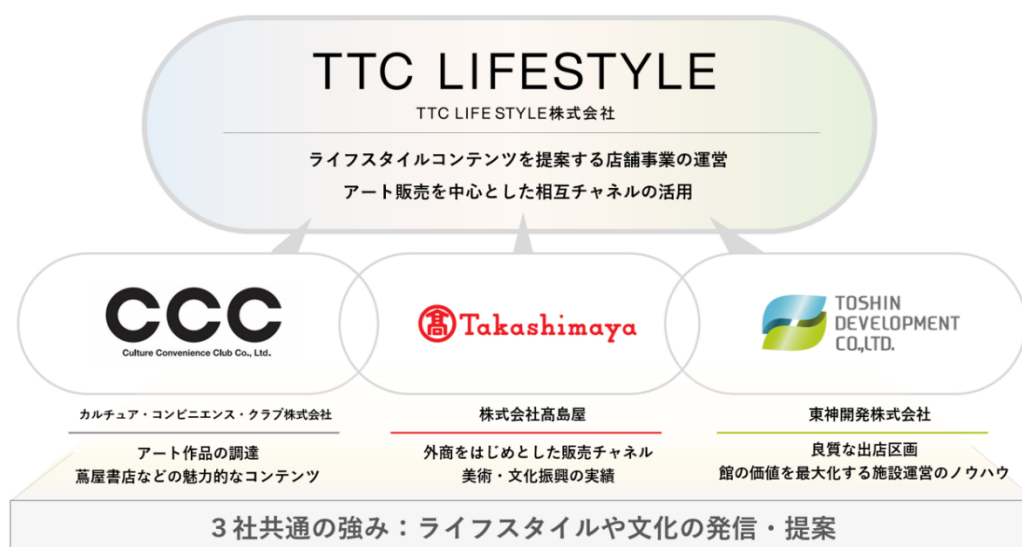 TTC LIFESTYLE
TTC LIFE STYLE株式会社
ライフスタイルコンテンツを提案する店舗事業の運営
アート販売を中心とした相互チャネルの活用
CCC
Culture Convenience Club Co., Ltd.
髙 Takashimaya
TOSHIN
DEVELOPMENT
CO.,LTD.
カルチュア・コンビニエンス・クラブ株式会社
株式会社髙島屋
東神開発株式会社
アート作品の調達
蔦屋書店などの魅力的なコンテンツ
外商をはじめとした販売チャネル
美術・文化振興の実績
良質な出店区画
館の価値を最大化する施設運営のノウハウ
３社共通の強み：ライフスタイルや文化の発信・提案